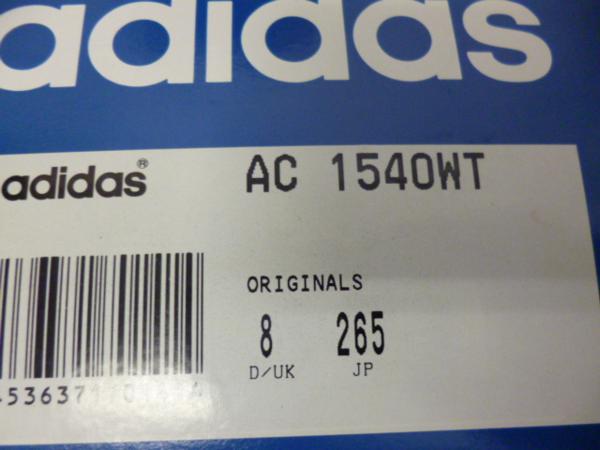 adidas
adidas®
AC 1540WT
ORIGINALS
8 265
D/UK JP